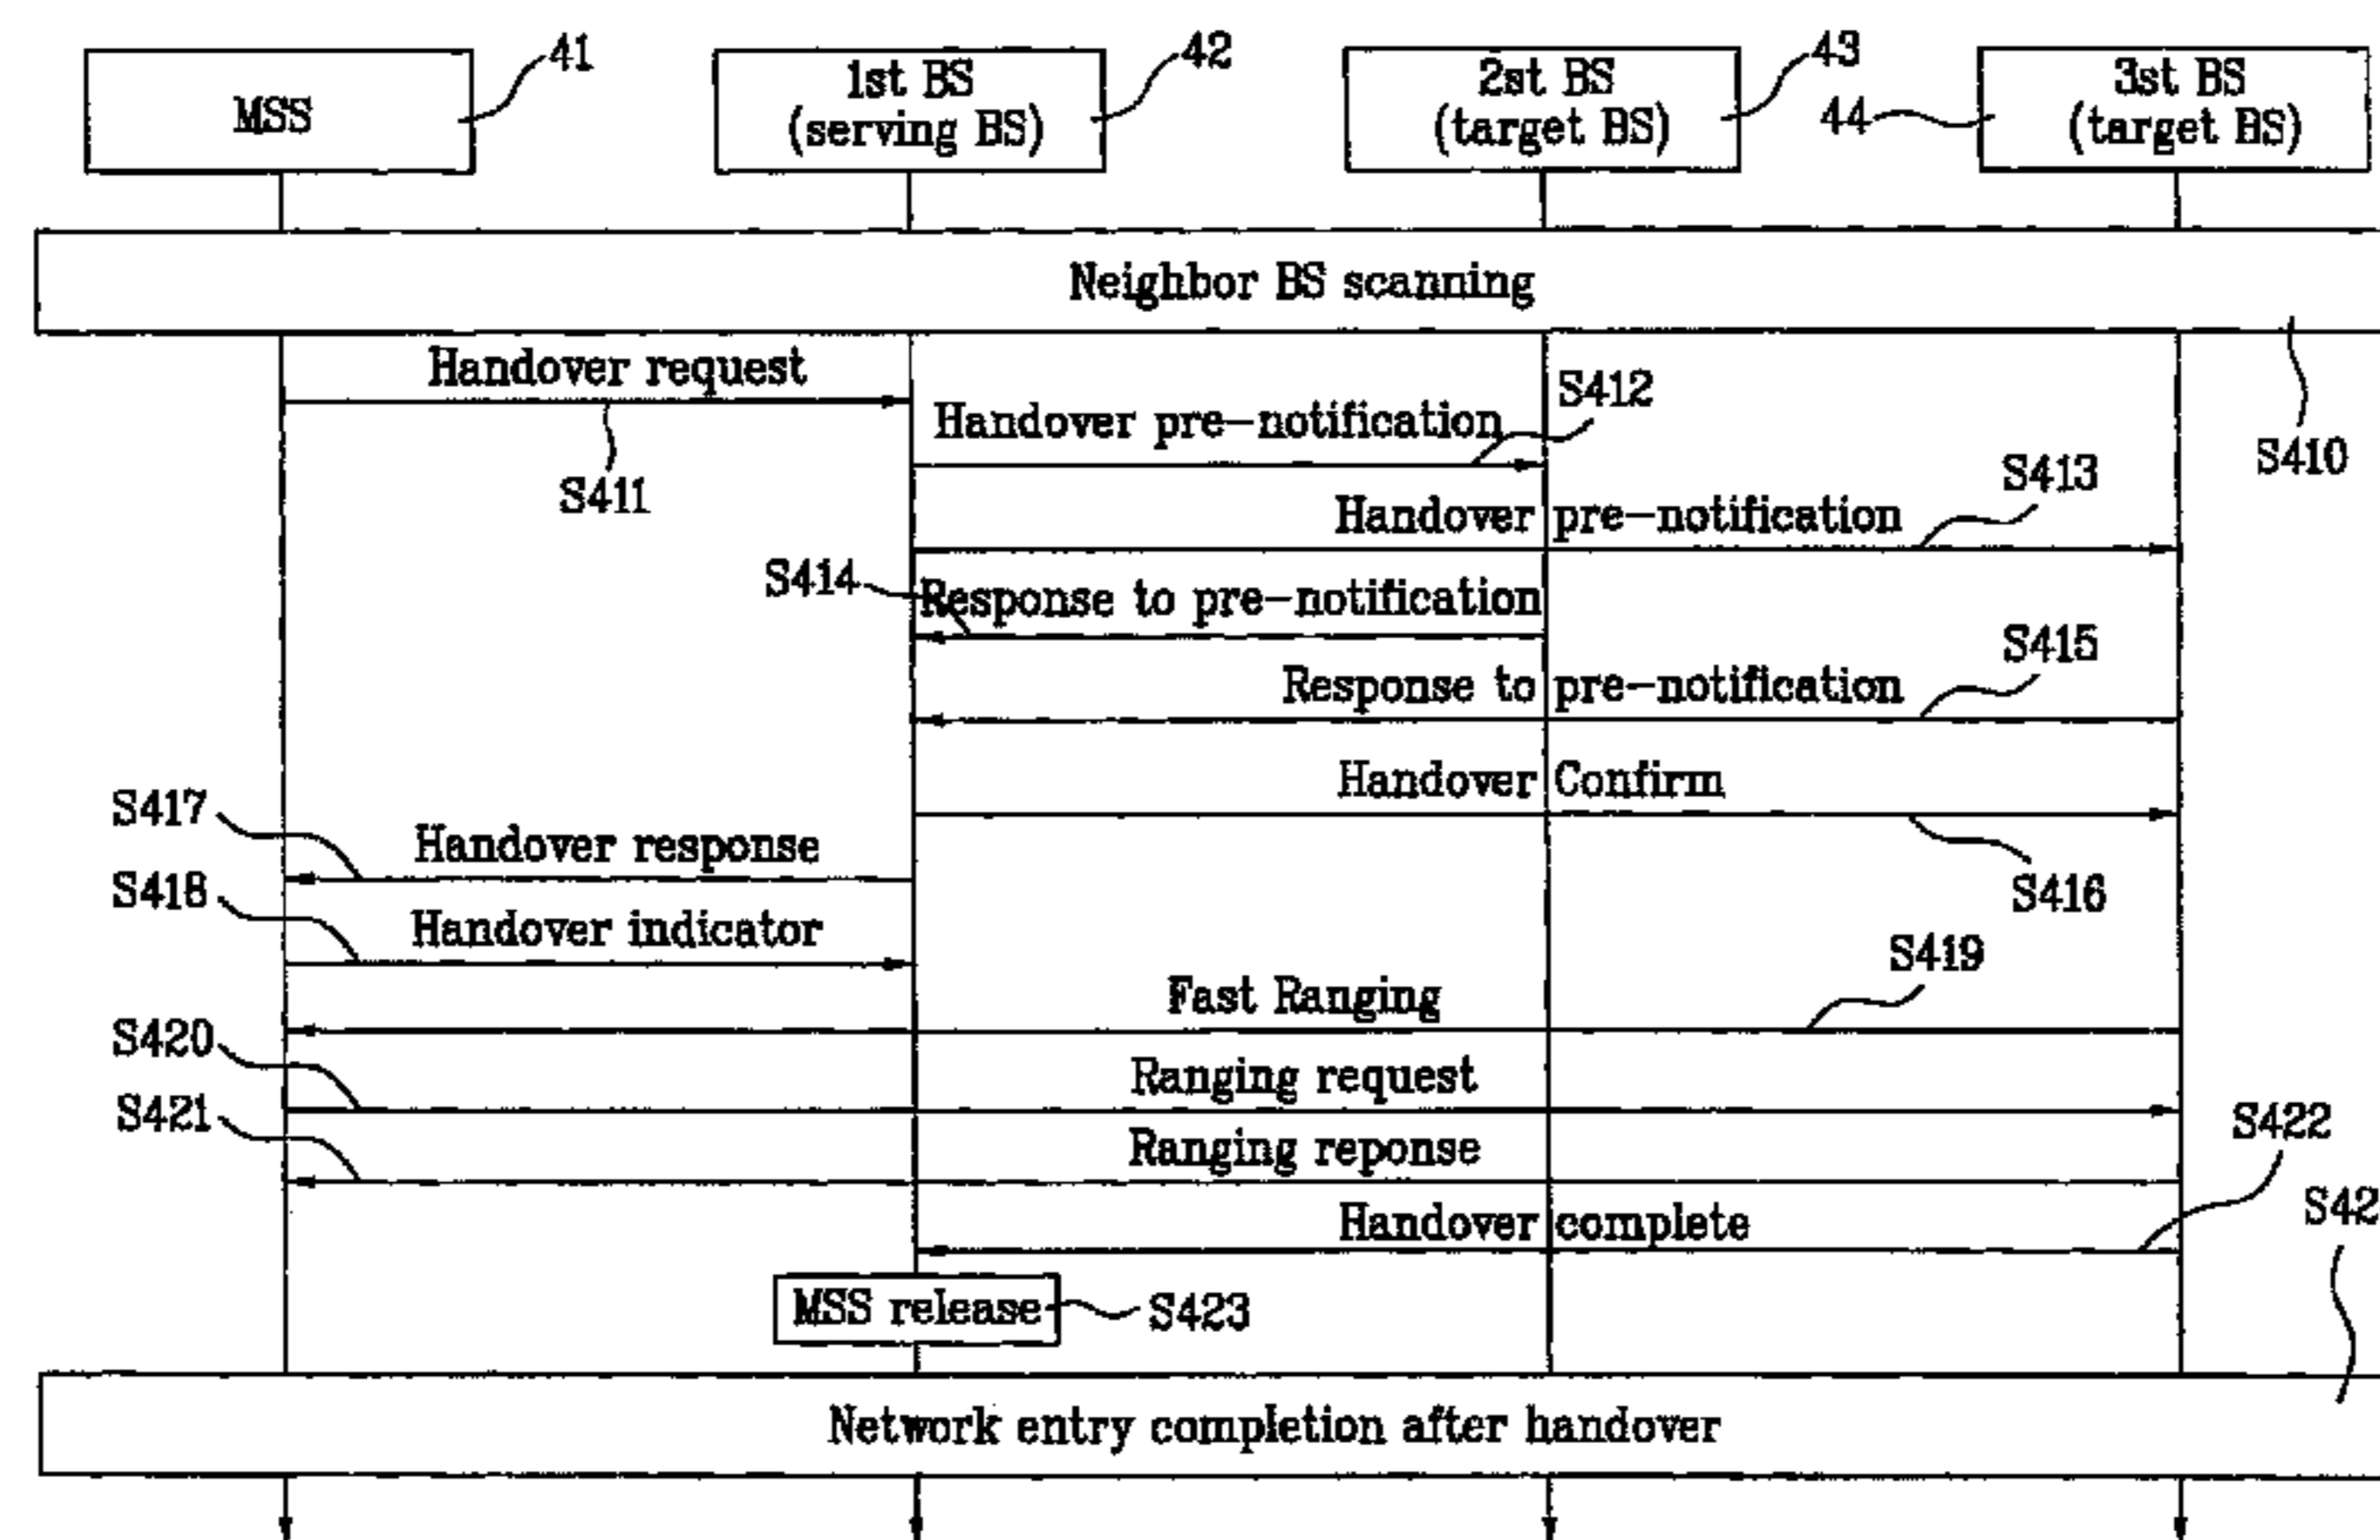 MSS
41
1st BS
(serving BS)
42
2st BS
(target BS)
43
44
3st BS
(target BS)
Neighbor BS scanning
S410
Handover request
S411
Handover pre-notification
S412
Handover pre-notification
S413
S414
Response to pre-notification
Response to pre-notification
S415
Handover Confirm
S416
S417
Handover response
S418
Handover indicator
Fast Ranging
S419
S420
Ranging request
S421
Ranging reponse
S422
Handover complete
S42
MSS release
S423
Network entry completion after handover